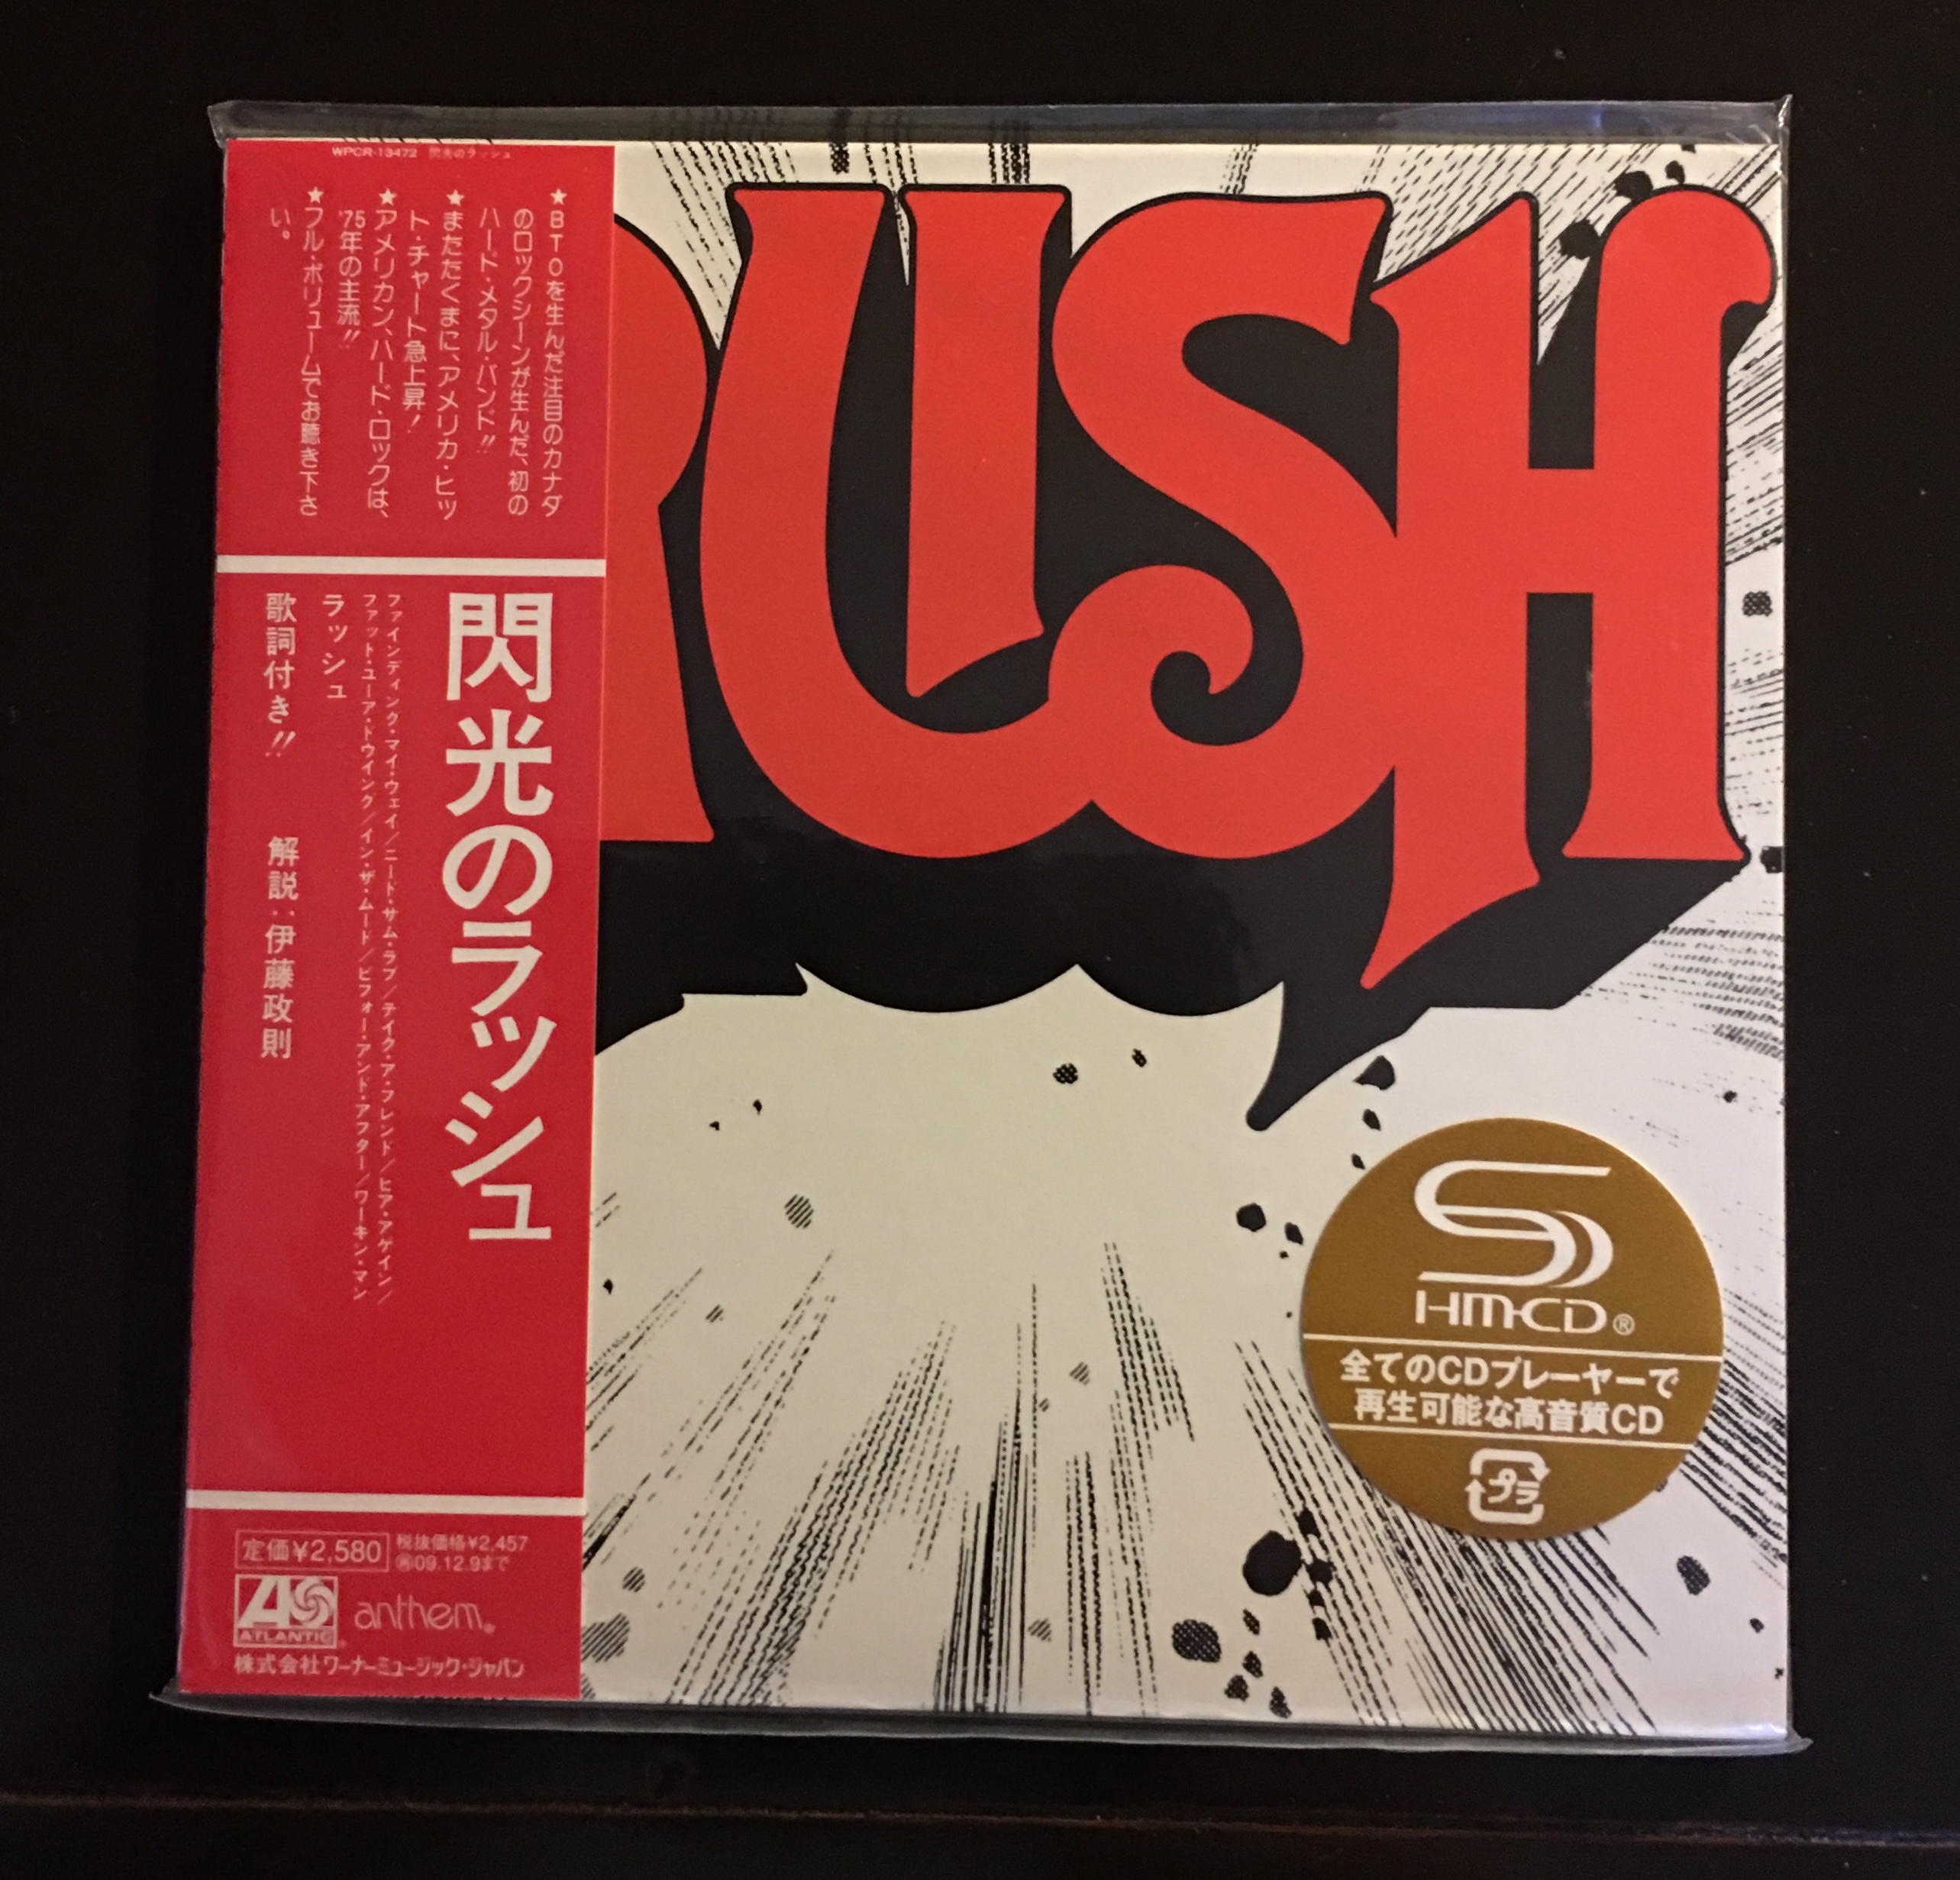 WPCR-13472 閃光のラッシュ
★BTOを生んだ注目のカナダ
のロックシーンが生んだ、初の
ハード・メタル・バンド!!
★またたくまに、アメリカ・ヒッ
ト・チャート急上昇!
★アメリカン、ハード・ロックは、
'75年の主流!!
★フル・ボリュームでお聴き下さ
い。
閃光のラッシュ
ファインディング・マイ・ウェイ/ニード・サム・ラブ/テイク・ア・フレンド/ヒア・アゲイン/
ファット・ユーア・ドウイング/イン・ザ・ムード/ビフォー・アンド・アフター/ワーキン・マン
ラッシュ
歌詞付き!! 解説:伊藤政則
定価¥2,580
税抜価格¥2,457
㊐09.12.9まで
ATLANTIC®
anthem®
株式会社ワーナーミュージック・ジャパン
RUSH
SHM-CD®
全てのCDプレーヤーで
再生可能な高音質CD
プラ